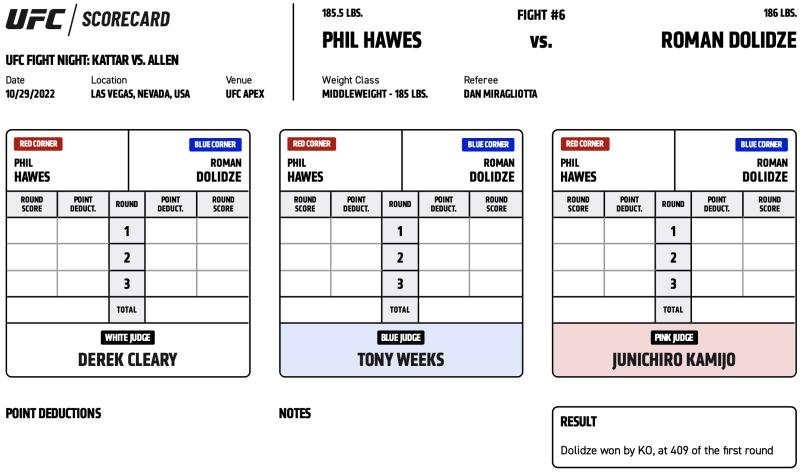 UFC / SCORECARD
UFC FIGHT NIGHT: KATTAR VS. ALLEN
Date Location Venue
10/29/2022 LAS VEGAS, NEVADA, USA UFC APEX
185.5 LBS. FIGHT #6 186 LBS.
PHIL HAWES vs. ROMAN DOLIDZE
Weight Class Referee
MIDDLEWEIGHT - 185 LBS. DAN MIRAGLIOTTA
RED CORNER BLUE CORNER
PHIL ROMAN
HAWES DOLIDZE
ROUND POINT ROUND POINT ROUND
SCORE DEDUCT. DEDUCT. SCORE
1
2
3
TOTAL
WHITE JUDGE
DEREK CLEARY
RED CORNER BLUE CORNER
PHIL ROMAN
HAWES DOLIDZE
ROUND POINT ROUND POINT ROUND
SCORE DEDUCT. DEDUCT. SCORE
1
2
3
TOTAL
BLUE JUDGE
TONY WEEKS
RED CORNER BLUE CORNER
PHIL ROMAN
HAWES DOLIDZE
ROUND POINT ROUND POINT ROUND
SCORE DEDUCT. DEDUCT. SCORE
1
2
3
TOTAL
PINK JUDGE
JUNICHIRO KAMIJO
POINT DEDUCTIONS
NOTES
RESULT
Dolidze won by KO, at 409 of the first round